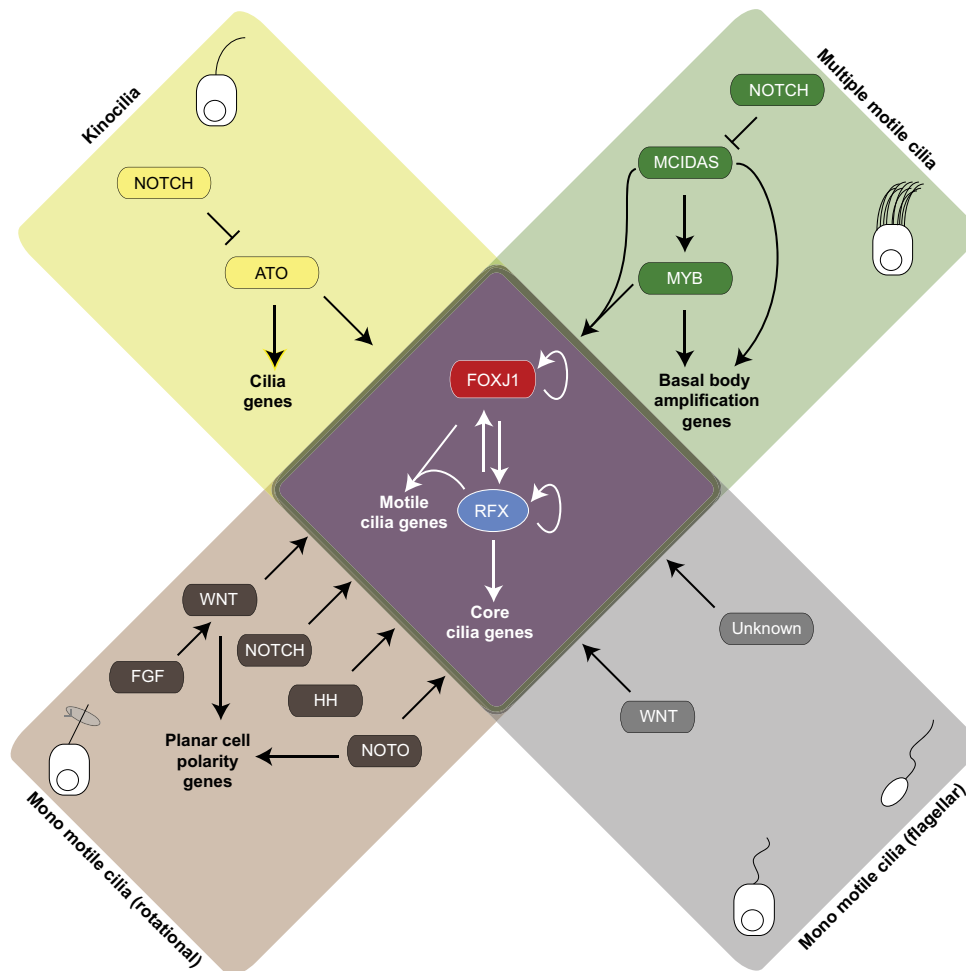 Kinocilia
NOTCH
ATO
Cilia
genes
Multiple motile cilia
NOTCH
MCIDAS
MYB
Basal body
amplification
genes
FOXJ1
Motile
cilia genes
RFX
Core
cilia genes
WNT
NOTCH
FGF
HH
NOTO
Planar cell
polarity
genes
Mono motile cilia (rotational)
Unknown
WNT
Mono motile cilia (flagellar)